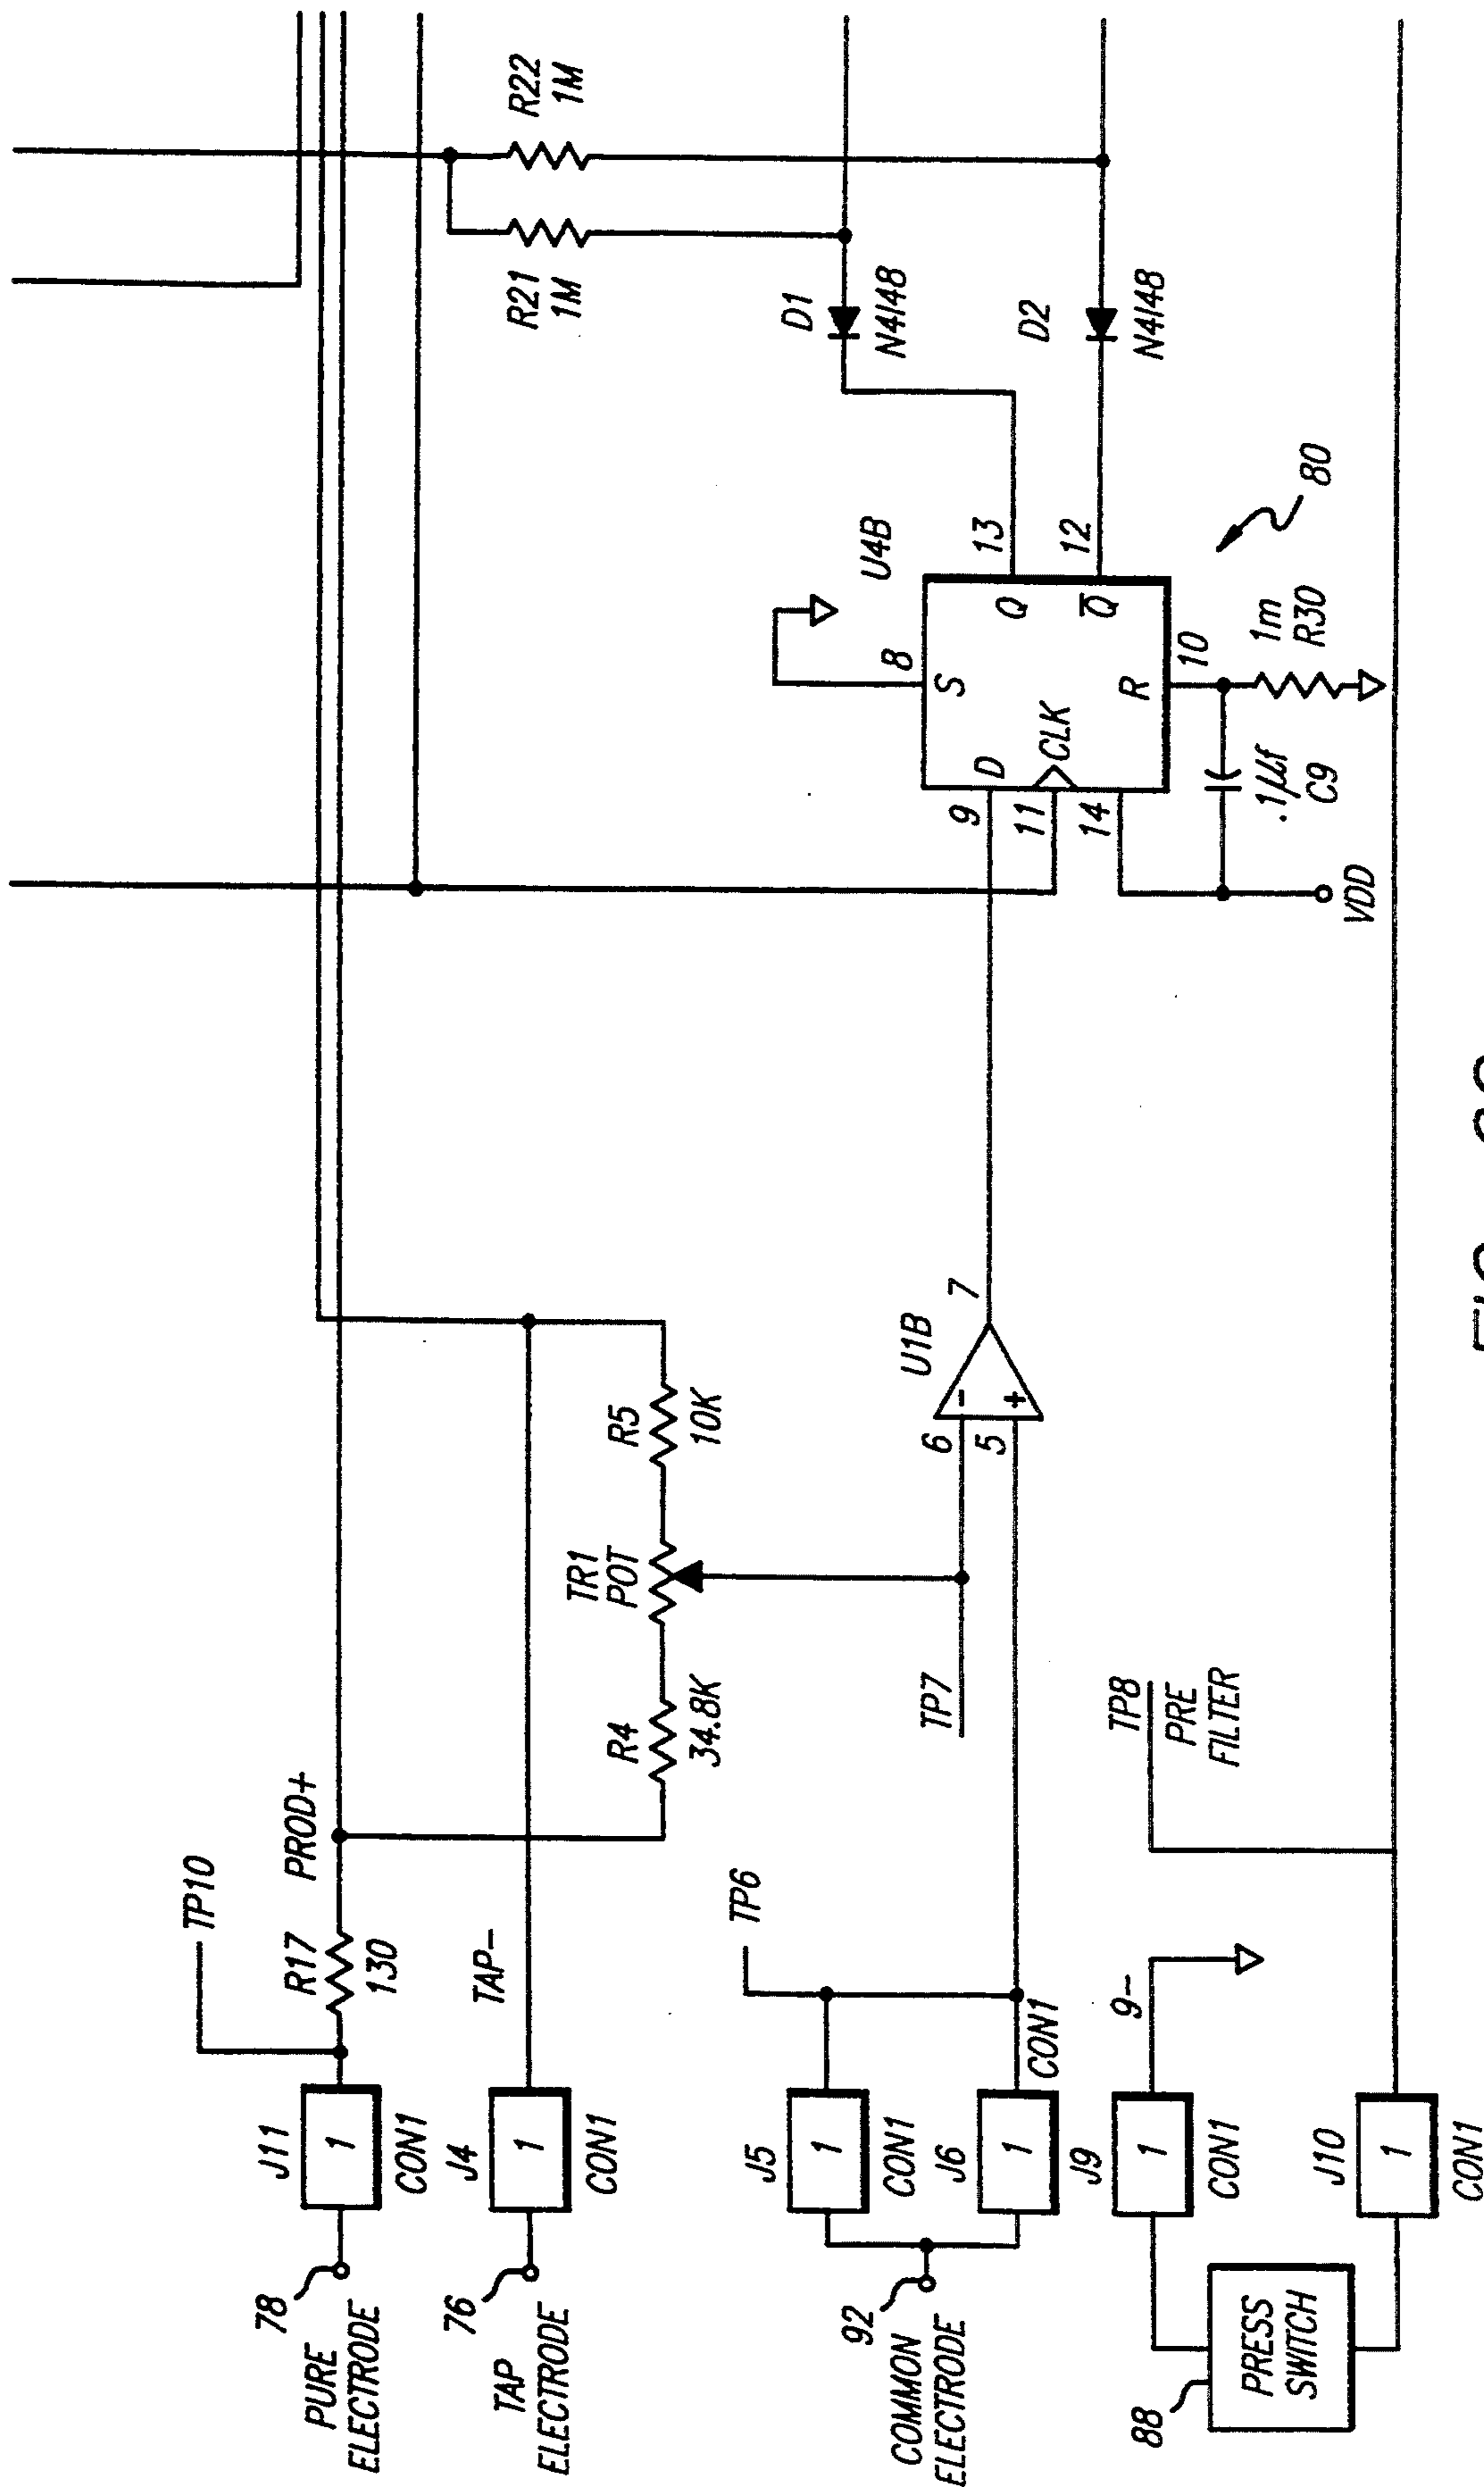 78
PURE
ELECTRODE
J11
1
CON1
TP10
R17
130
PROD+
76
TAP
ELECTRODE
J4
1
CON1
TAP-
R4
34.8K
TR1
POT
R5
10K
R21
1M
R22
1M
92
COMMON
ELECTRODE
J5
1
CON1
J6
1
CON1
TP6
TP7
6
5
-
+
U1B
7
9
11
14
D
CLK
S
R
Q
Q̅
8
10
U4B
13
12
D1
N4148
D2
N4148
VDD
.1µf
C9
1m
R30
80
88
PRESS
SWITCH
J9
1
CON1
9-
J10
1
CON1
TP8
PRE
FILTER